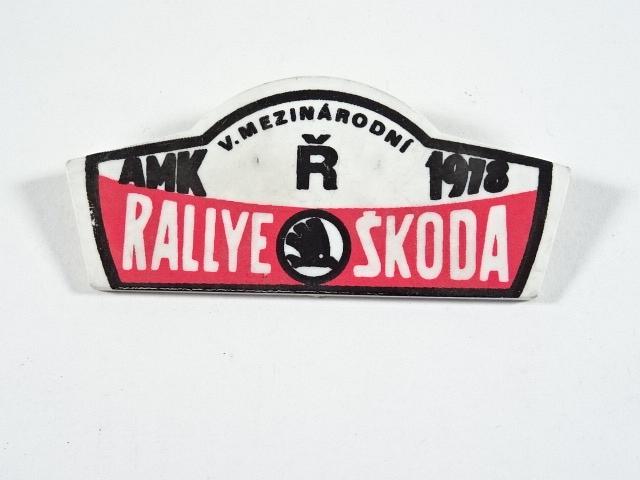 V. MEZINÁRODNÍ
AMK Ř 1978
RALLYE ŠKODA